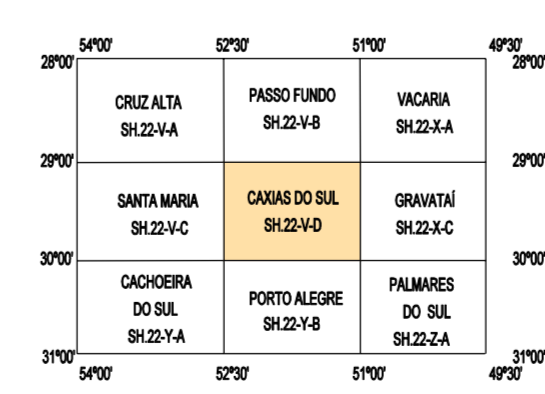 54º00' 52º30' 51º00' 49º30'
28º00' 28º00'
CRUZ ALTA
SH.22-V-A
PASSO FUNDO
SH.22-V-B
VACARIA
SH.22-X-A
29º00' 29º00'
SANTA MARIA
SH.22-V-C
CAXIAS DO SUL
SH.22-V-D
GRAVATAÍ
SH.22-X-C
30º00' 30º00'
CACHOEIRA
DO SUL
SH.22-Y-A
PORTO ALEGRE
SH.22-Y-B
PALMARES
DO SUL
SH.22-Z-A
31º00' 31º00'
54º00' 52º30' 51º00' 49º30'